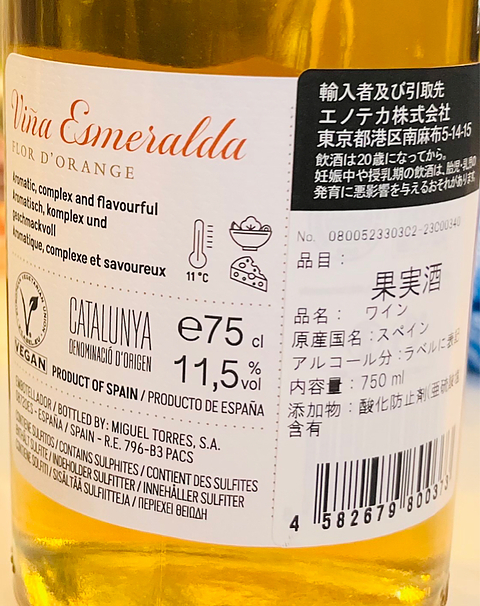 Viña Esmeralda
FLOR D'ORANGE
Aromatic, complex and flavourful
Aromatisch, komplex und
geschmackvoll
Aromatique, complexe et savoureux
11°C
VEGAN
CATALUNYA
DENOMINACIÓ D'ORIGEN
e75 cl
11,5 % vol
PRODUCT OF SPAIN / PRODUCTO DE ESPAÑA
EMBOTELLADOR / BOTTLED BY: MIGUEL TORRES, S.A.
- ESPAÑA / SPAIN - R.E. 796-B3 PACS
CONTIENE SULFITOS / CONTAINS SULPHITES / CONTIENT DES SULFITES
SULFITE / INDEHOLDER SULFITTER / INNEHÅLLER SULFITER
SOLFITI / SISÄLTÄÄ SULFIITTEJA / ΠΕΡΙΕΧΕΙ ΘΕΙΩΔΗ
輸入者及び引取先
エノテカ株式会社
東京都港区南麻布5-14-15
飲酒は20歳になってから。
妊娠中や授乳期の飲酒は、胎児・乳児の
発育に悪影響を与えるおそれがあります
No. 0800523303C2-23C00340
品目：
果実酒
品名： ワイン
原産国名：スペイン
アルコール分：ラベルに表記
内容量：750 ml
添加物：酸化防止剤(亜硫酸塩
含有
4 582679 80033